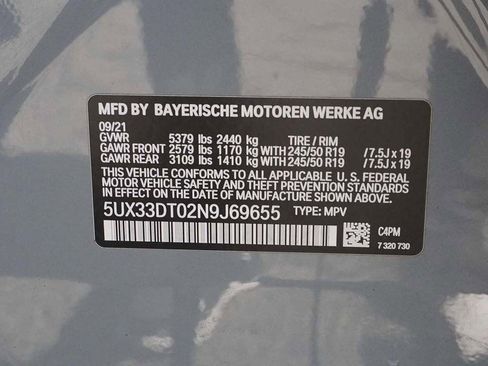 MFD BY BAYERISCHE MOTOREN WERKE AG
09/21
GVWR 5379 lbs 2440 kg TIRE / RIM
GAWR FRONT 2579 lbs 1170 kg WITH 245/50 R19 / 7.5J x 19
GAWR REAR 3109 lbs 1410 kg WITH 245/50 R19 / 7.5J x 19
THIS VEHICLE CONFORMS TO ALL APPLICABLE U. S. FEDERAL
MOTOR VEHICLE SAFETY, BUMPER, AND THEFT PREVENTION STANDARDS
IN EFFECT ON THE DATE OF MANUFACTURE SHOWN ABOVE.
5UX33DT02N9J69655 TYPE: MPV
C4PM
7 320 730